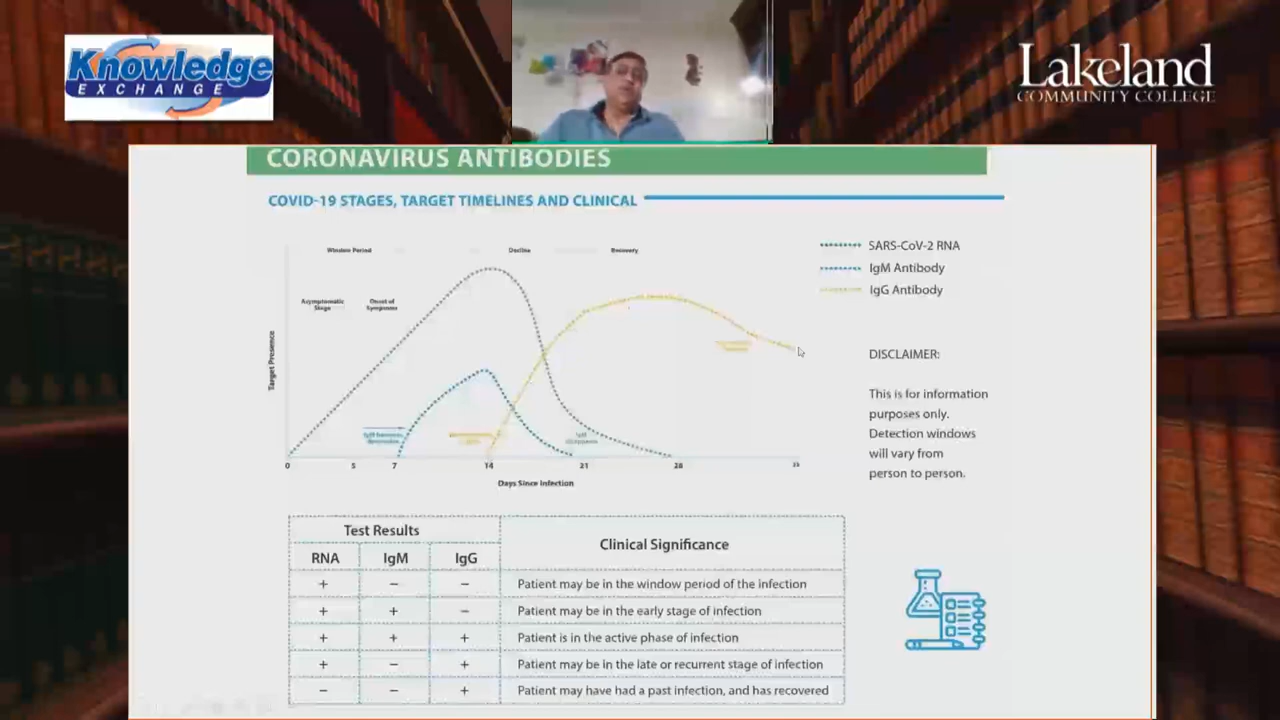 Knowledge
EXCHANGE
Lakeland
COMMUNITY COLLEGE
CORONAVIRUS ANTIBODIES
COVID-19 STAGES, TARGET TIMELINES AND CLINICAL
Window Period
Decline
Recovery
Asymptomatic
Stage
Onset of
Symptoms
Target Presence
SARS-CoV-2 RNA
IgM Antibody
IgG Antibody
IgM
disappears
0 5 7 14 21 28
Days Since Infection
DISCLAIMER:
This is for information
purposes only.
Detection windows
will vary from
person to person.
Test Results
Clinical Significance
RNA IgM IgG
+ − − Patient may be in the window period of the infection
+ + − Patient may be in the early stage of infection
+ + + Patient is in the active phase of infection
+ − + Patient may be in the late or recurrent stage of infection
− − + Patient may have had a past infection, and has recovered